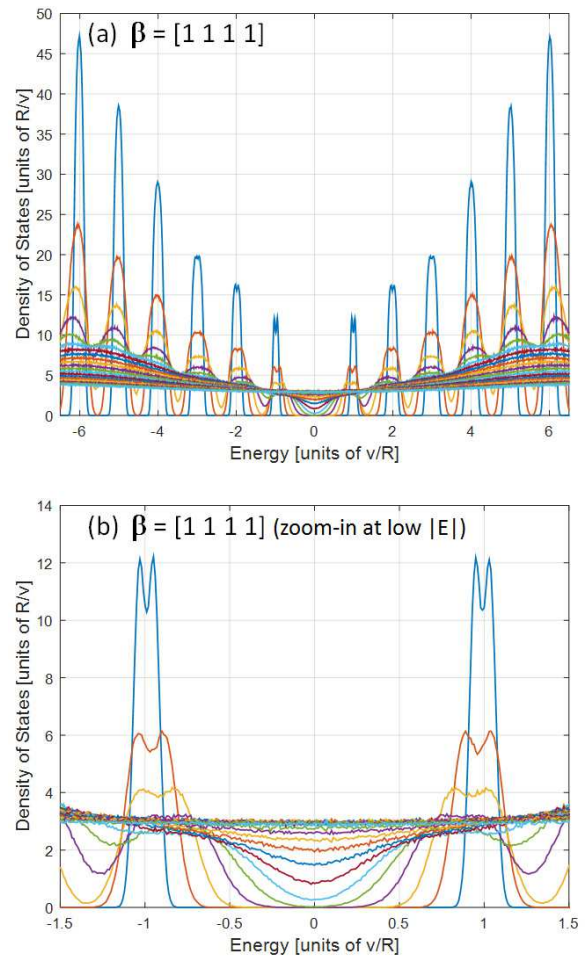 (a) β = [1 1 1 1]
50
45
40
35
30
25
20
15
10
5
0
Density of States [units of R/v]
-6 -4 -2 0 2 4 6
Energy [units of v/R]
(b) β = [1 1 1 1] (zoom-in at low |E|)
14
12
10
8
6
4
2
0
Density of States [units of R/v]
-1.5 -1 -0.5 0 0.5 1 1.5
Energy [units of v/R]